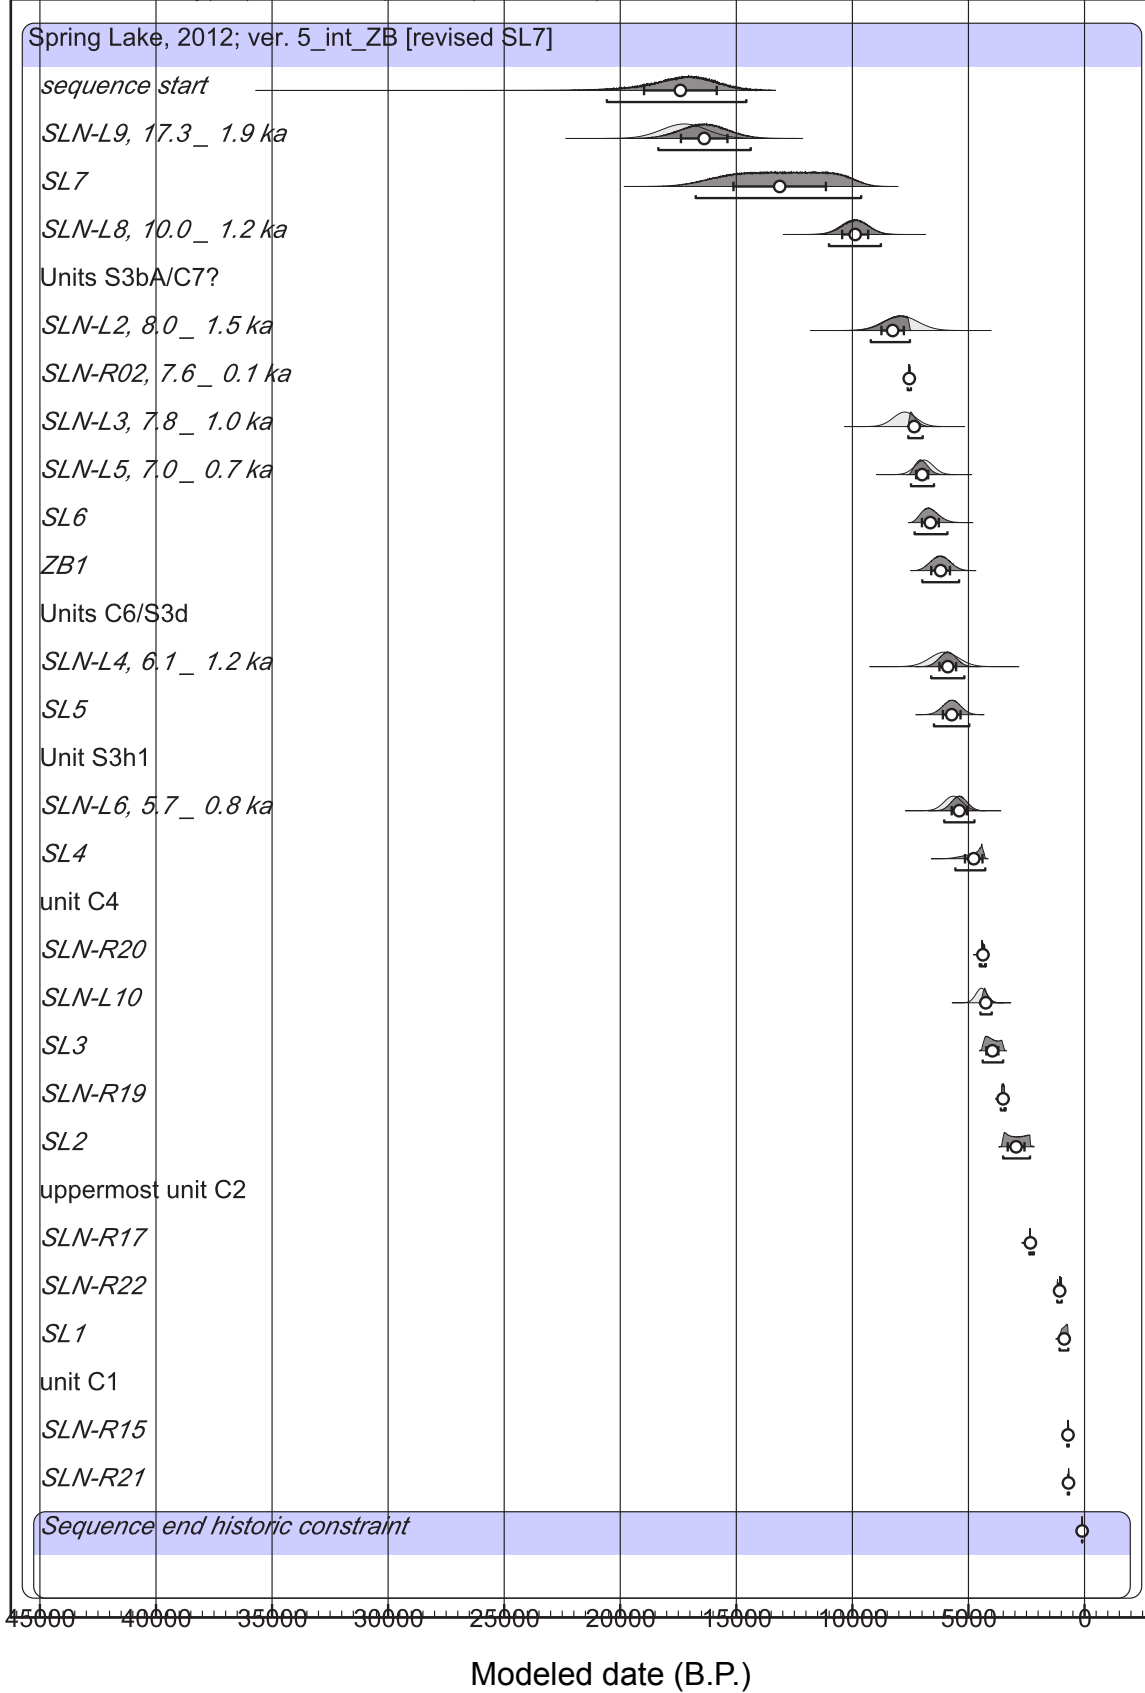 Spring Lake, 2012; ver. 5_int_ZB [revised SL7]
sequence start
SLN-L9, 17.3 _ 1.9 ka
SL7
SLN-L8, 10.0 _ 1.2 ka
Units S3bA/C7?
SLN-L2, 8.0 _ 1.5 ka
SLN-R02, 7.6 _ 0.1 ka
SLN-L3, 7.8 _ 1.0 ka
SLN-L5, 7.0 _ 0.7 ka
SL6
ZB1
Units C6/S3d
SLN-L4, 6.1 _ 1.2 ka
SL5
Unit S3h1
SLN-L6, 5.7 _ 0.8 ka
SL4
unit C4
SLN-R20
SLN-L10
SL3
SLN-R19
SL2
uppermost unit C2
SLN-R17
SLN-R22
SL1
unit C1
SLN-R15
SLN-R21
Sequence end historic constraint
45000 40000 35000 30000 25000 20000 15000 10000 5000 0
Modeled date (B.P.)